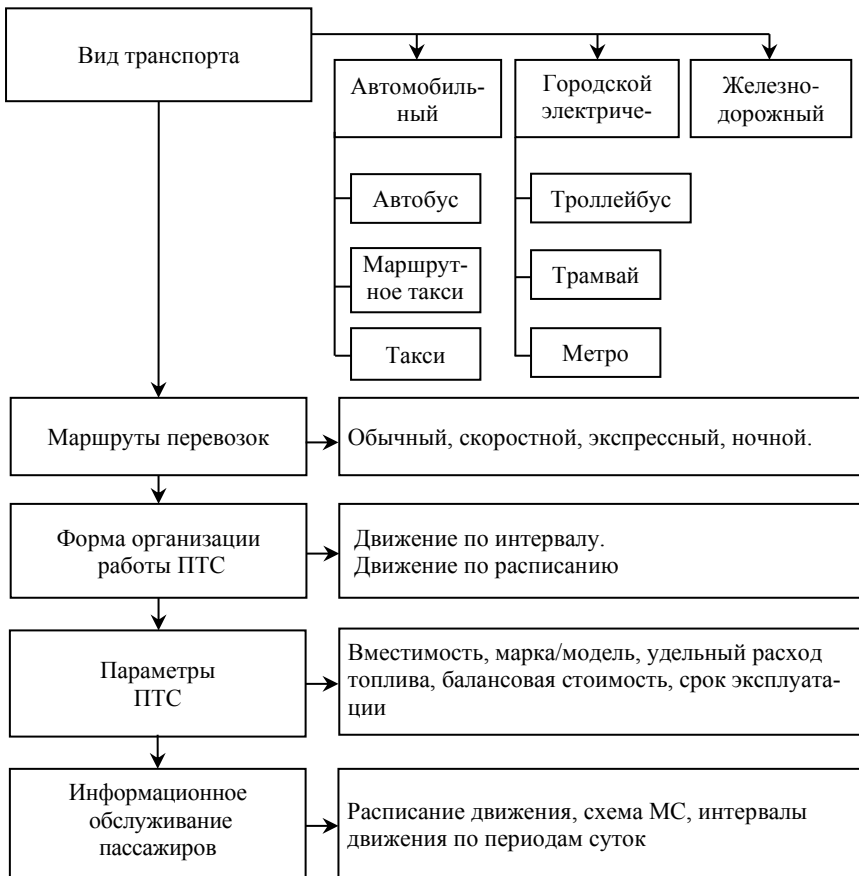 Вид транспорта
Автомобиль-
ный
Городской
электриче-
Железно-
дорожный
Автобус
Маршрут-
ное такси
Такси
Троллейбус
Трамвай
Метро
Маршруты перевозок
Обычный, скоростной, экспрессный, ночной.
Форма организации
работы ПТС
Движение по интервалу.
Движение по расписанию
Параметры
ПТС
Вместимость, марка/модель, удельный расход
топлива, балансовая стоимость, срок эксплуата-
ции
Информационное
обслуживание
пассажиров
Расписание движения, схема МС, интервалы
движения по периодам суток